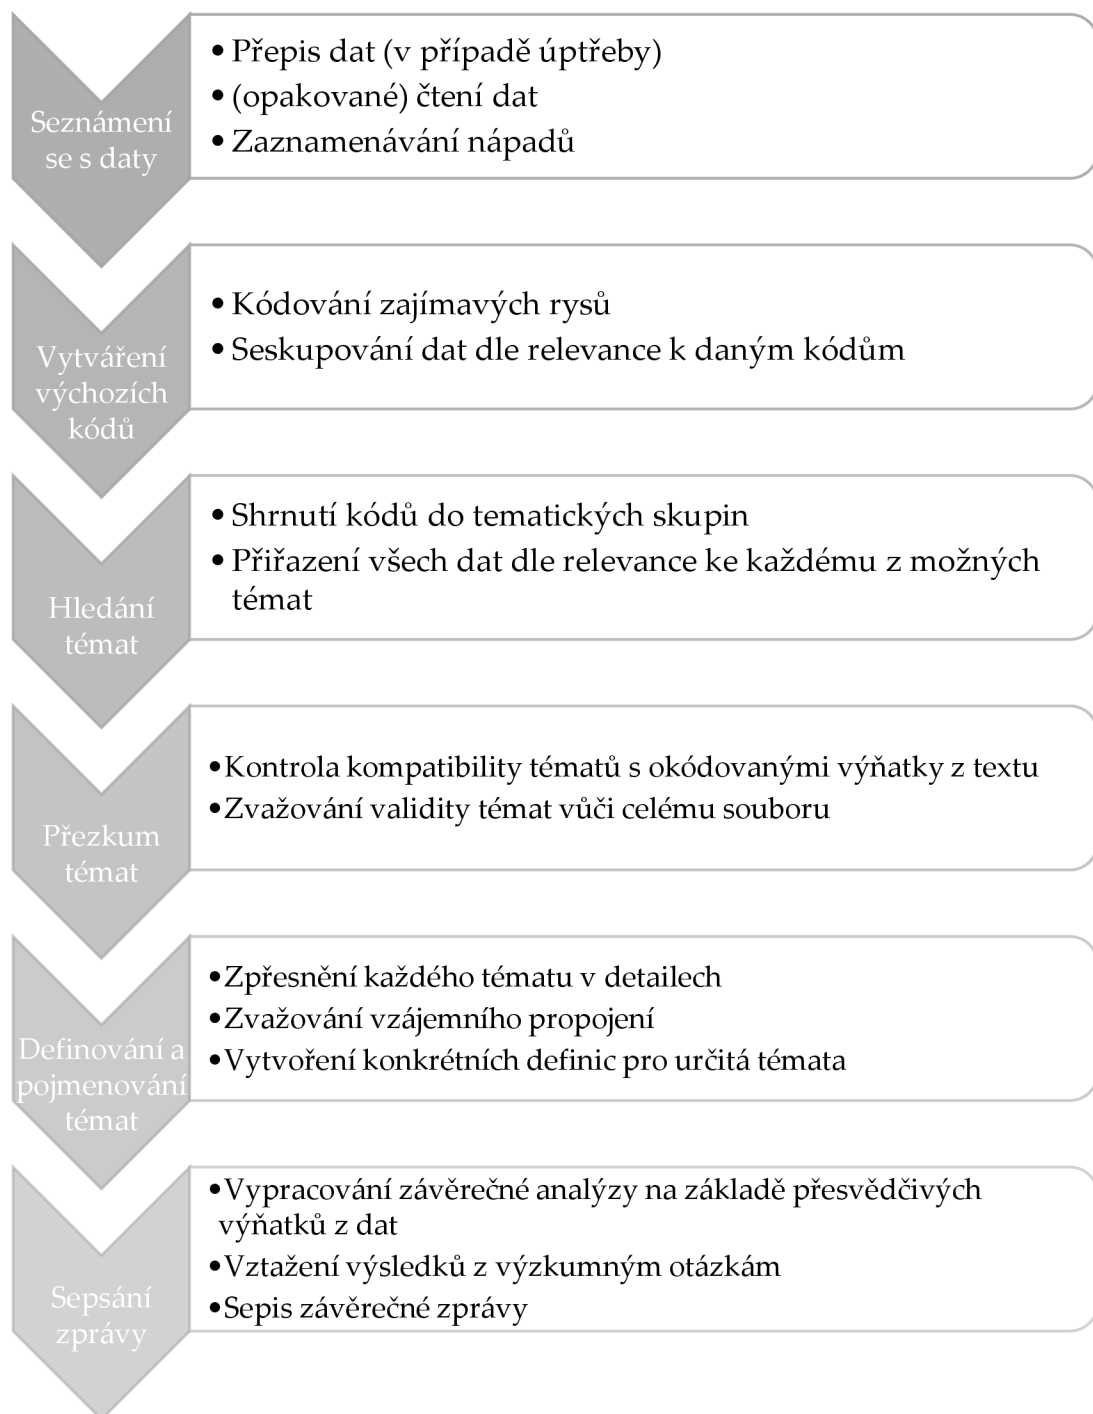 Seznámení
se s daty
• Přepis dat (v případě úptřeby)
• (opakované) čtení dat
• Zaznamenávání nápadů
Vytváření
výchozích
kódů
• Kódování zajímavých rysů
• Seskupování dat dle relevance k daným kódům
Hledání
témat
• Shrnutí kódů do tematických skupin
• Přiřazení všech dat dle relevance ke každému z možných
témat
Přezkum
témat
•Kontrola kompatibility tématů s okódovanými výňatky z textu
•Zvažování validity témat vůči celému souboru
Definování a
pojmenování
témat
•Zpřesnění každého tématu v detailech
•Zvažování vzájemního propojení
•Vytvoření konkrétních definic pro určitá témata
Sepsání
zprávy
•Vypracování závěrečné analýzy na základě přesvědčivých
výňatků z dat
•Vztažení výsledků z výzkumným otázkám
•Sepis závěrečné zprávy